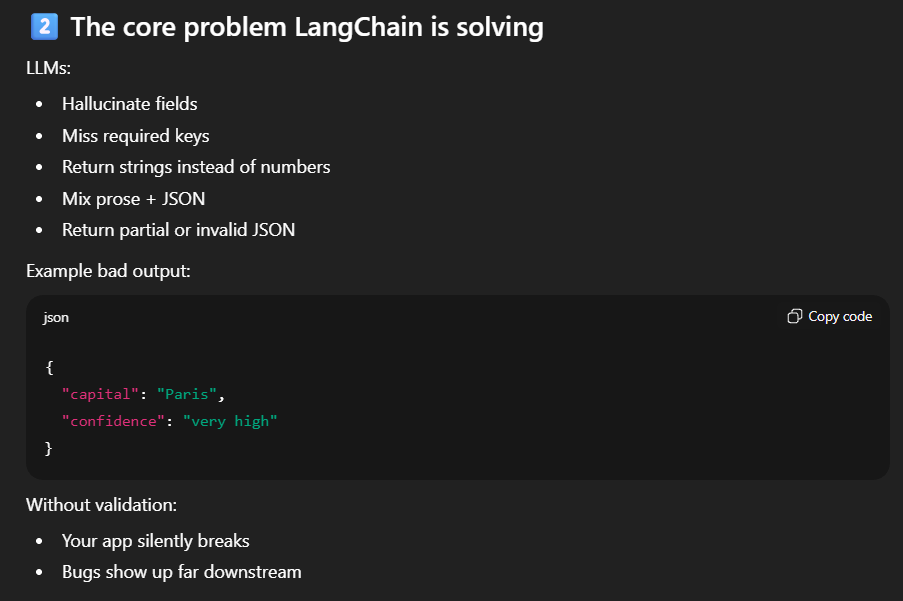 2 The core problem LangChain is solving
LLMs:
• Hallucinate fields
• Miss required keys
• Return strings instead of numbers
• Mix prose + JSON
• Return partial or invalid JSON
Example bad output:
json
Copy code
{
  "capital": "Paris",
  "confidence": "very high"
}
Without validation:
• Your app silently breaks
• Bugs show up far downstream